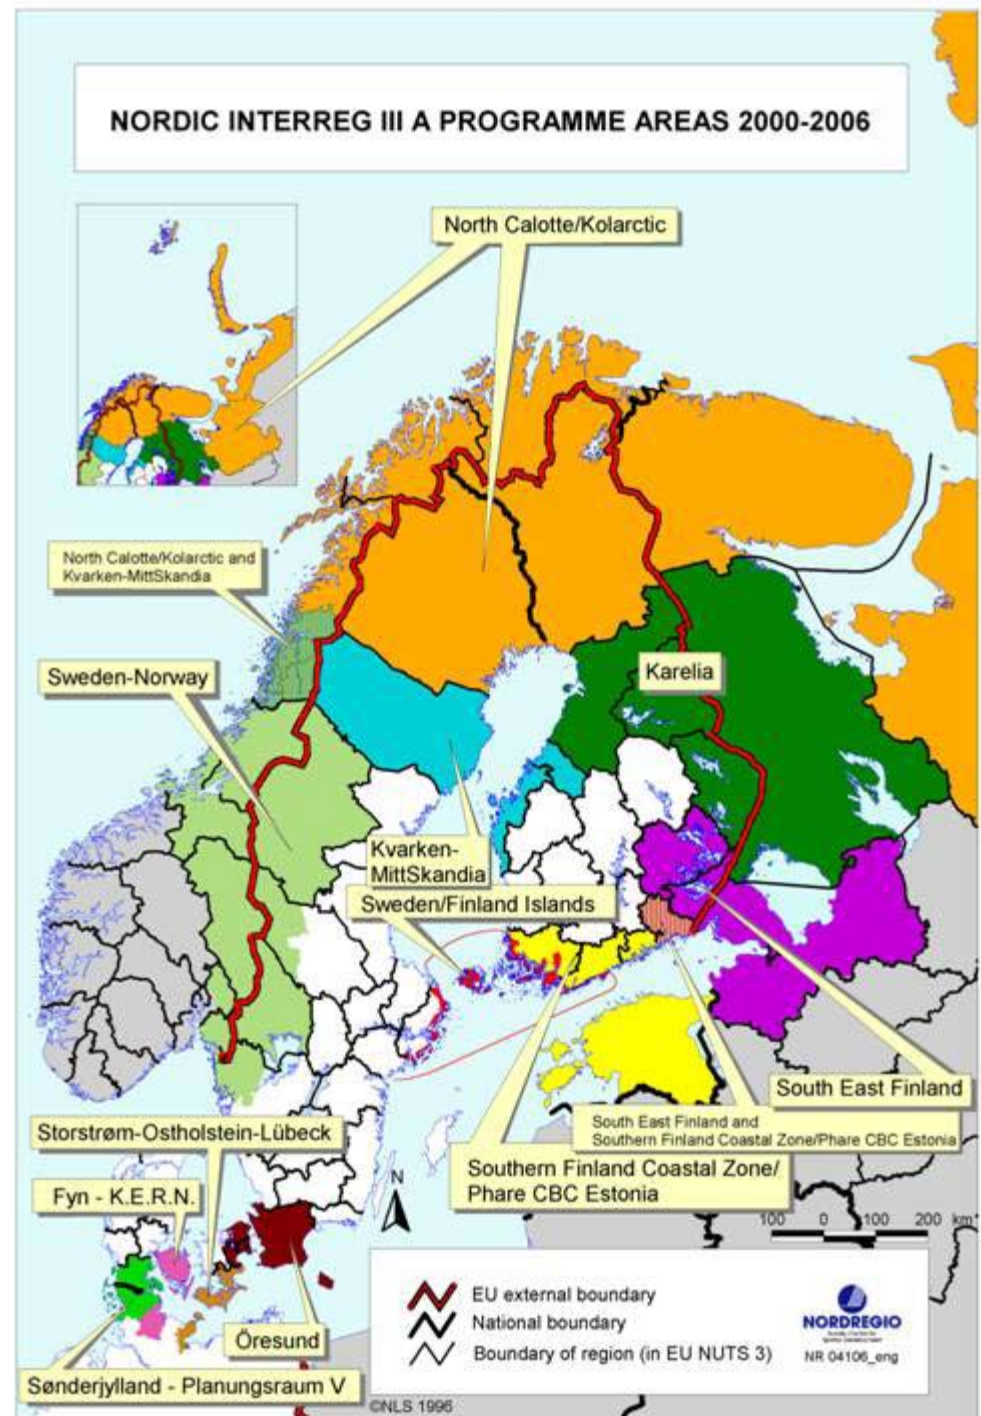 NORDIC INTERREG III A PROGRAMME AREAS 2000-2006
North Calotte/Kolarctic
North Calotte/Kolarctic and
Kvarken-MittSkandia
Sweden-Norway
Karelia
Kvarken-
MittSkandia
Sweden/Finland Islands
South East Finland
South East Finland and
Southern Finland Coastal Zone/Phare CBC Estonia
Southern Finland Coastal Zone/
Phare CBC Estonia
Storstrøm-Ostholstein-Lübeck
Fyn - K.E.R.N.
N
100 0 100 200 km
Öresund
Sønderjylland - Planungsraum V
EU external boundary
National boundary
Boundary of region (in EU NUTS 3)
NORDREGIO
NR 04106_eng
©NLS 1996